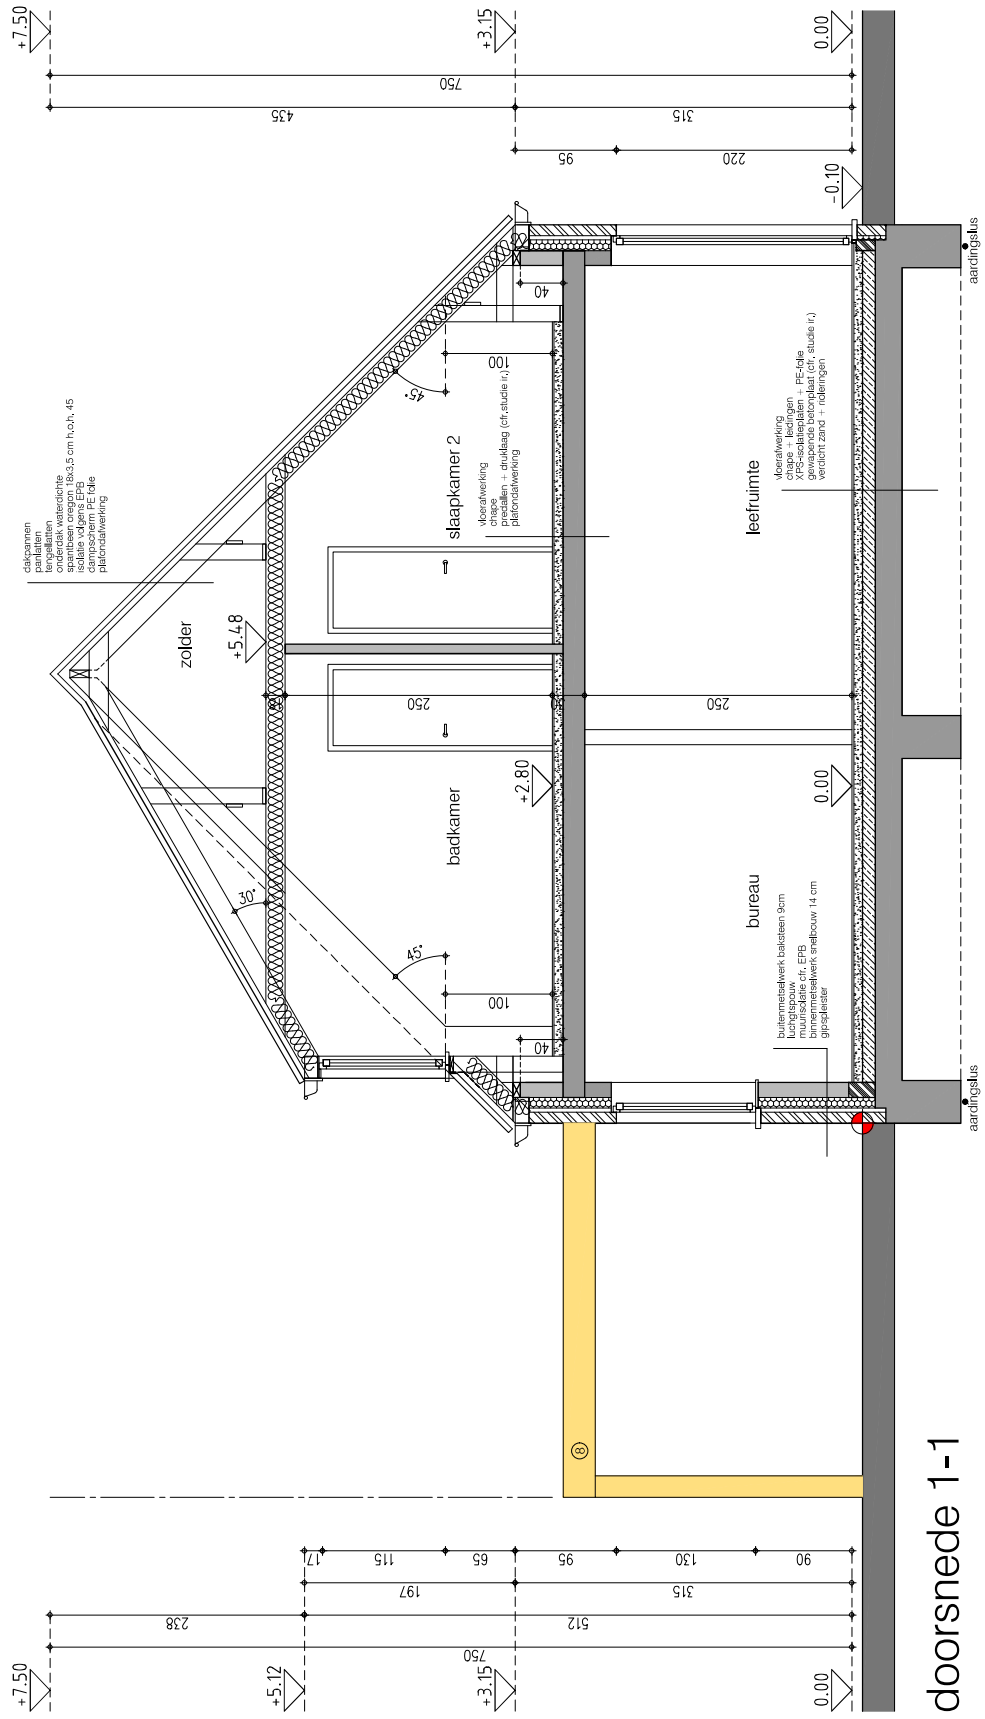 +7.50
+3.15
0.00
750
435
315
95
220
-0.10
aardingslus
dakpannen
panlatten
tengellatten
onderdak waterdichte
spantbeen oregon 18x3,5 cm h.o.h. 45
isolatie volgens EPB
dampscherm PE folie
plafondafwerking
zolder
+5.48
45°
100
40
slaapkamer 2
vloerafwerking
chape
predallen + druklaag (cfr.studie ir.)
plafondafwerking
leefruimte
vloerafwerking
chape + leidingen
XPS-isolatieplaten + PE-folie
gewapende betonplaat (cfr. studie ir.)
verdicht zand + rioleringen
250
250
+2.80
0.00
badkamer
30°
45°
100
40
bureau
buitenmetselwerk baksteen 9cm
luchtspouw
muurisolatie cfr. EPB
binnenmetselwerk snelbouw 14 cm
gipspleister
aardingslus
8
17
115
65
95
130
90
197
315
238
512
750
+7.50
+5.12
+3.15
0.00
doorsnede 1-1